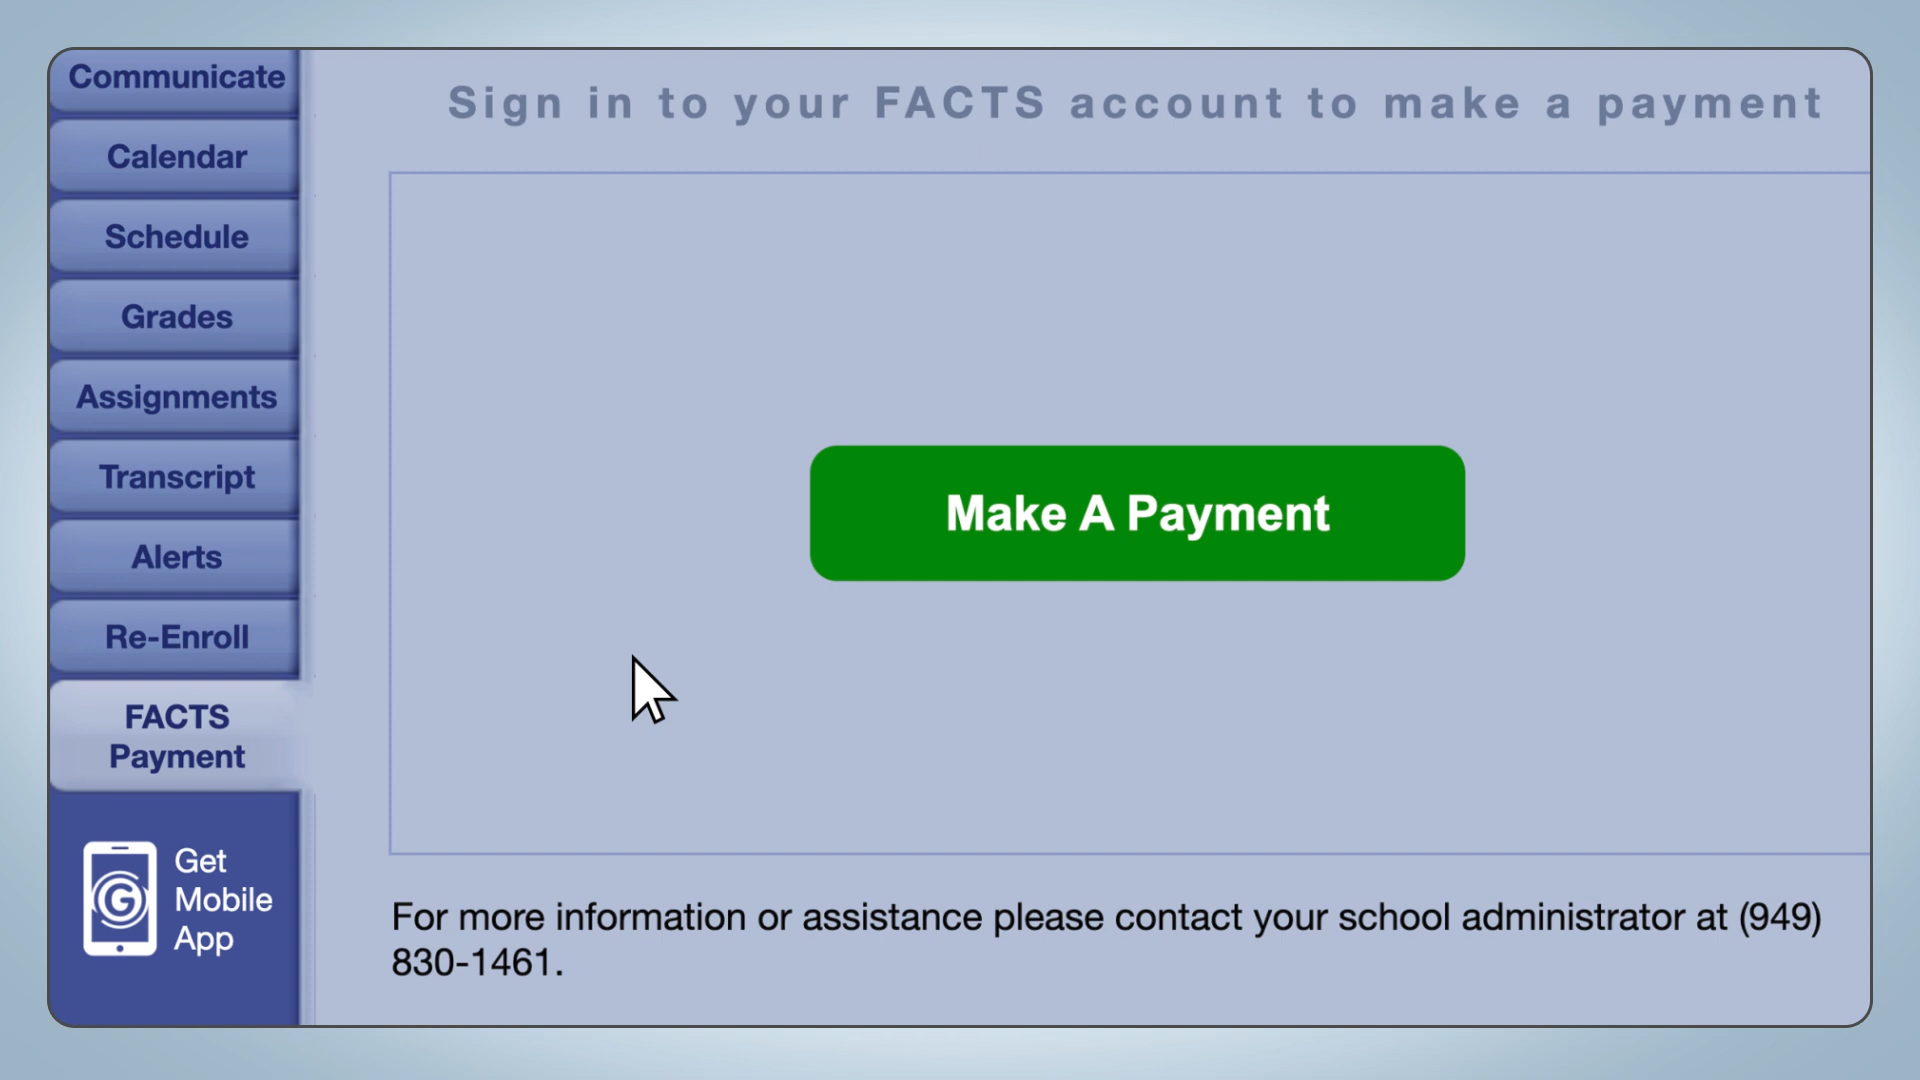 Communicate
Calendar
Schedule
Grades
Assignments
Transcript
Alerts
Re-Enroll
FACTS
Payment
G
Get
Mobile
App
Sign in to your FACTS account to make a payment
Make A Payment
For more information or assistance please contact your school administrator at (949)
830-1461.